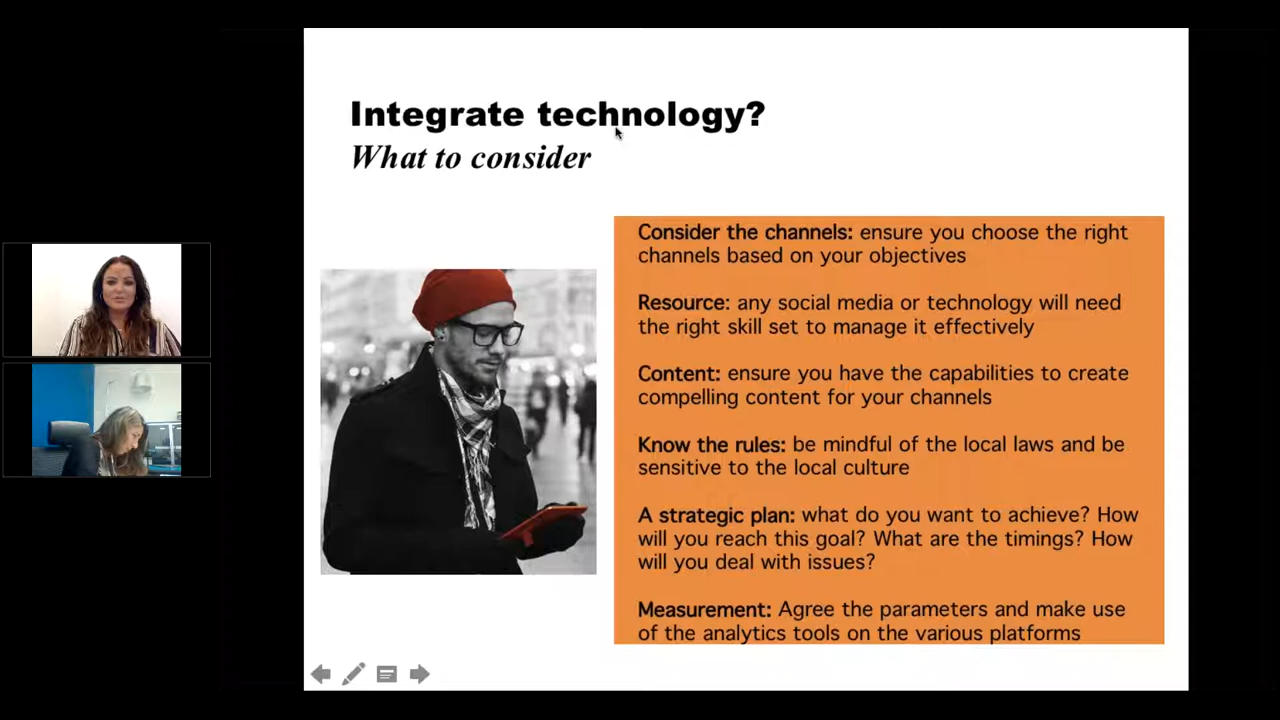 Integrate technology?
What to consider
Consider the channels: ensure you choose the right
channels based on your objectives
Resource: any social media or technology will need
the right skill set to manage it effectively
Content: ensure you have the capabilities to create
compelling content for your channels
Know the rules: be mindful of the local laws and be
sensitive to the local culture
A strategic plan: what do you want to achieve? How
will you reach this goal? What are the timings? How
will you deal with issues?
Measurement: Agree the parameters and make use
of the analytics tools on the various platforms